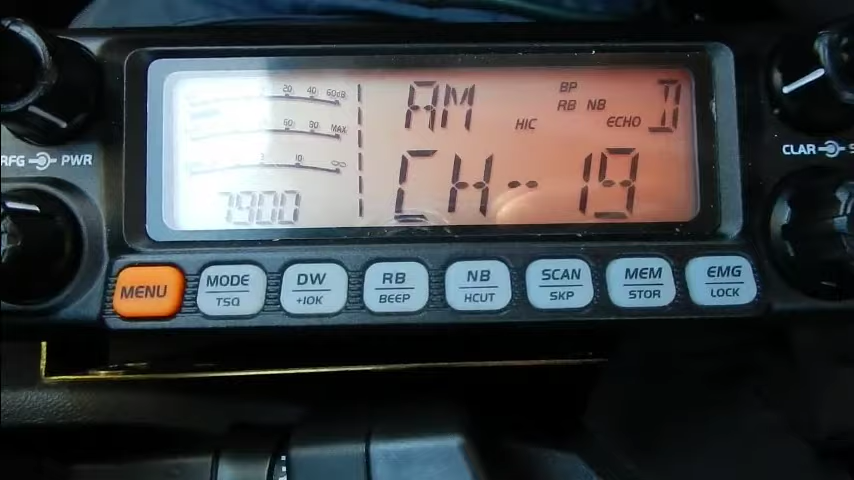 20 40 60dB
AM
BP
RB NB
HIC
ECHO
D
60 80 MAX
10 ∞
7900
CH-19
RFG PWR
CLAR
MENU
MODE
TSQ
DW
+10K
RB
BEEP
NB
HCUT
SCAN
SKP
MEM
STOR
EMG
LOCK